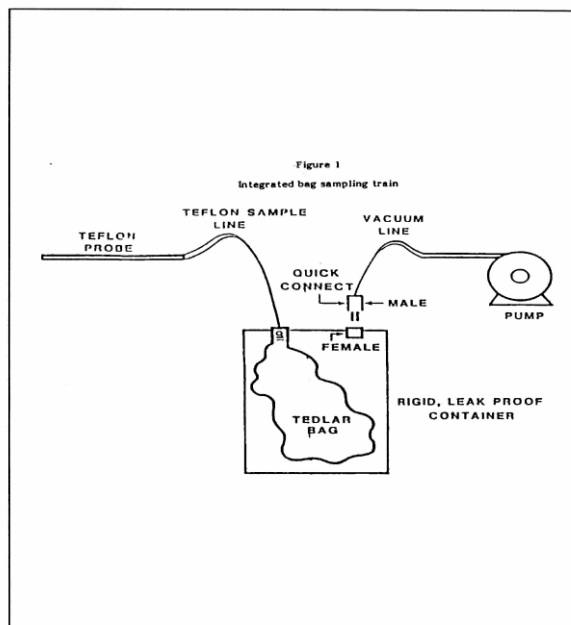 Figure 1
Integrated bag sampling train
TEFLON SAMPLE
LINE
VACUUM
LINE
TEFLON
PROBE
QUICK
CONNECT
MALE
PUMP
FEMALE
RIGID, LEAK PROOF
CONTAINER
TEDLAR
BAG